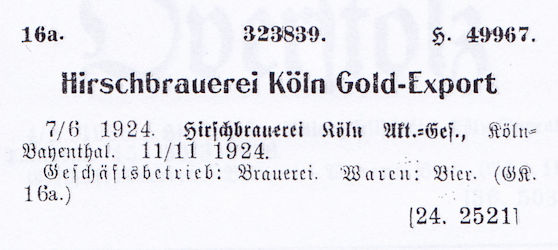 16a. 323839. H. 49967.
Hirschbrauerei Köln Gold-Export
7/6 1924. Hirschbrauerei Köln Akt.=Ges., Köln=
Bayenthal. 11/11 1924.
Geschäftsbetrieb: Brauerei. Waren: Bier. (GK.
16a.)
[24. 2521]